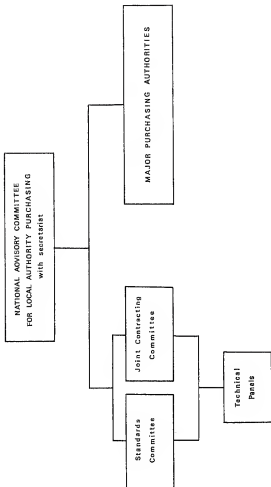 NATIONAL ADVISORY COMMITTEE
FOR LOCAL AUTHORITY PURCHASING
with secretariat
MAJOR PURCHASING AUTHORITIES
Standards
Committee
Joint Contracting
Committee
Technical
Panels